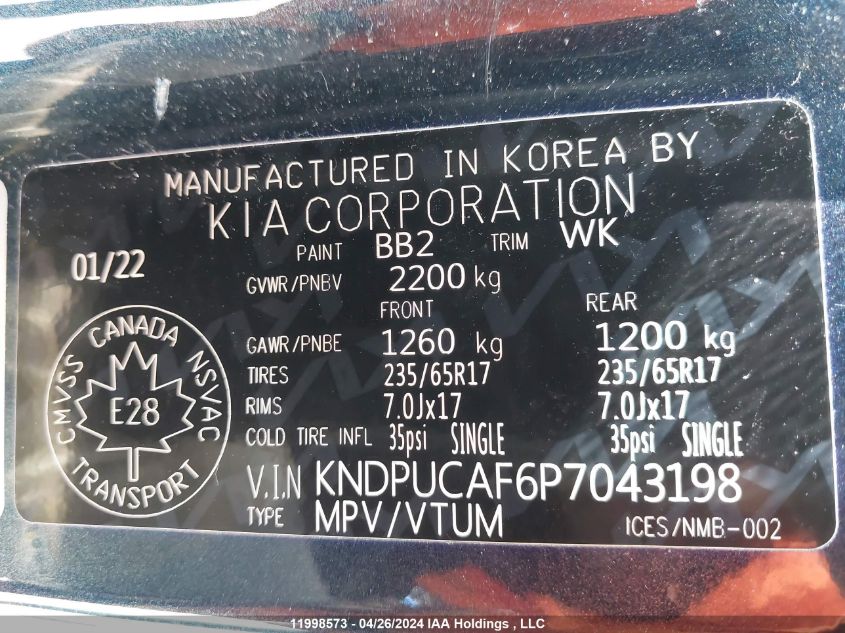 MANUFACTURED IN KOREA BY
KIA CORPORATION
01/22 PAINT BB2 TRIM WK
GVWR/PNBV 2200 kg
FRONT REAR
GAWR/PNBE 1260 kg 1200 kg
TIRES 235/65R17 235/65R17
RIMS 7.0Jx17 7.0Jx17
COLD TIRE INFL 35psi SINGLE 35psi SINGLE
V.I.N KNDPUCAF6P7043198
TYPE MPV/VTUM ICES/NMB-002
CANADA
CMVSS NSVAC
E28
TRANSPORT
11998573 - 04/26/2024 IAA Holdings , LLC